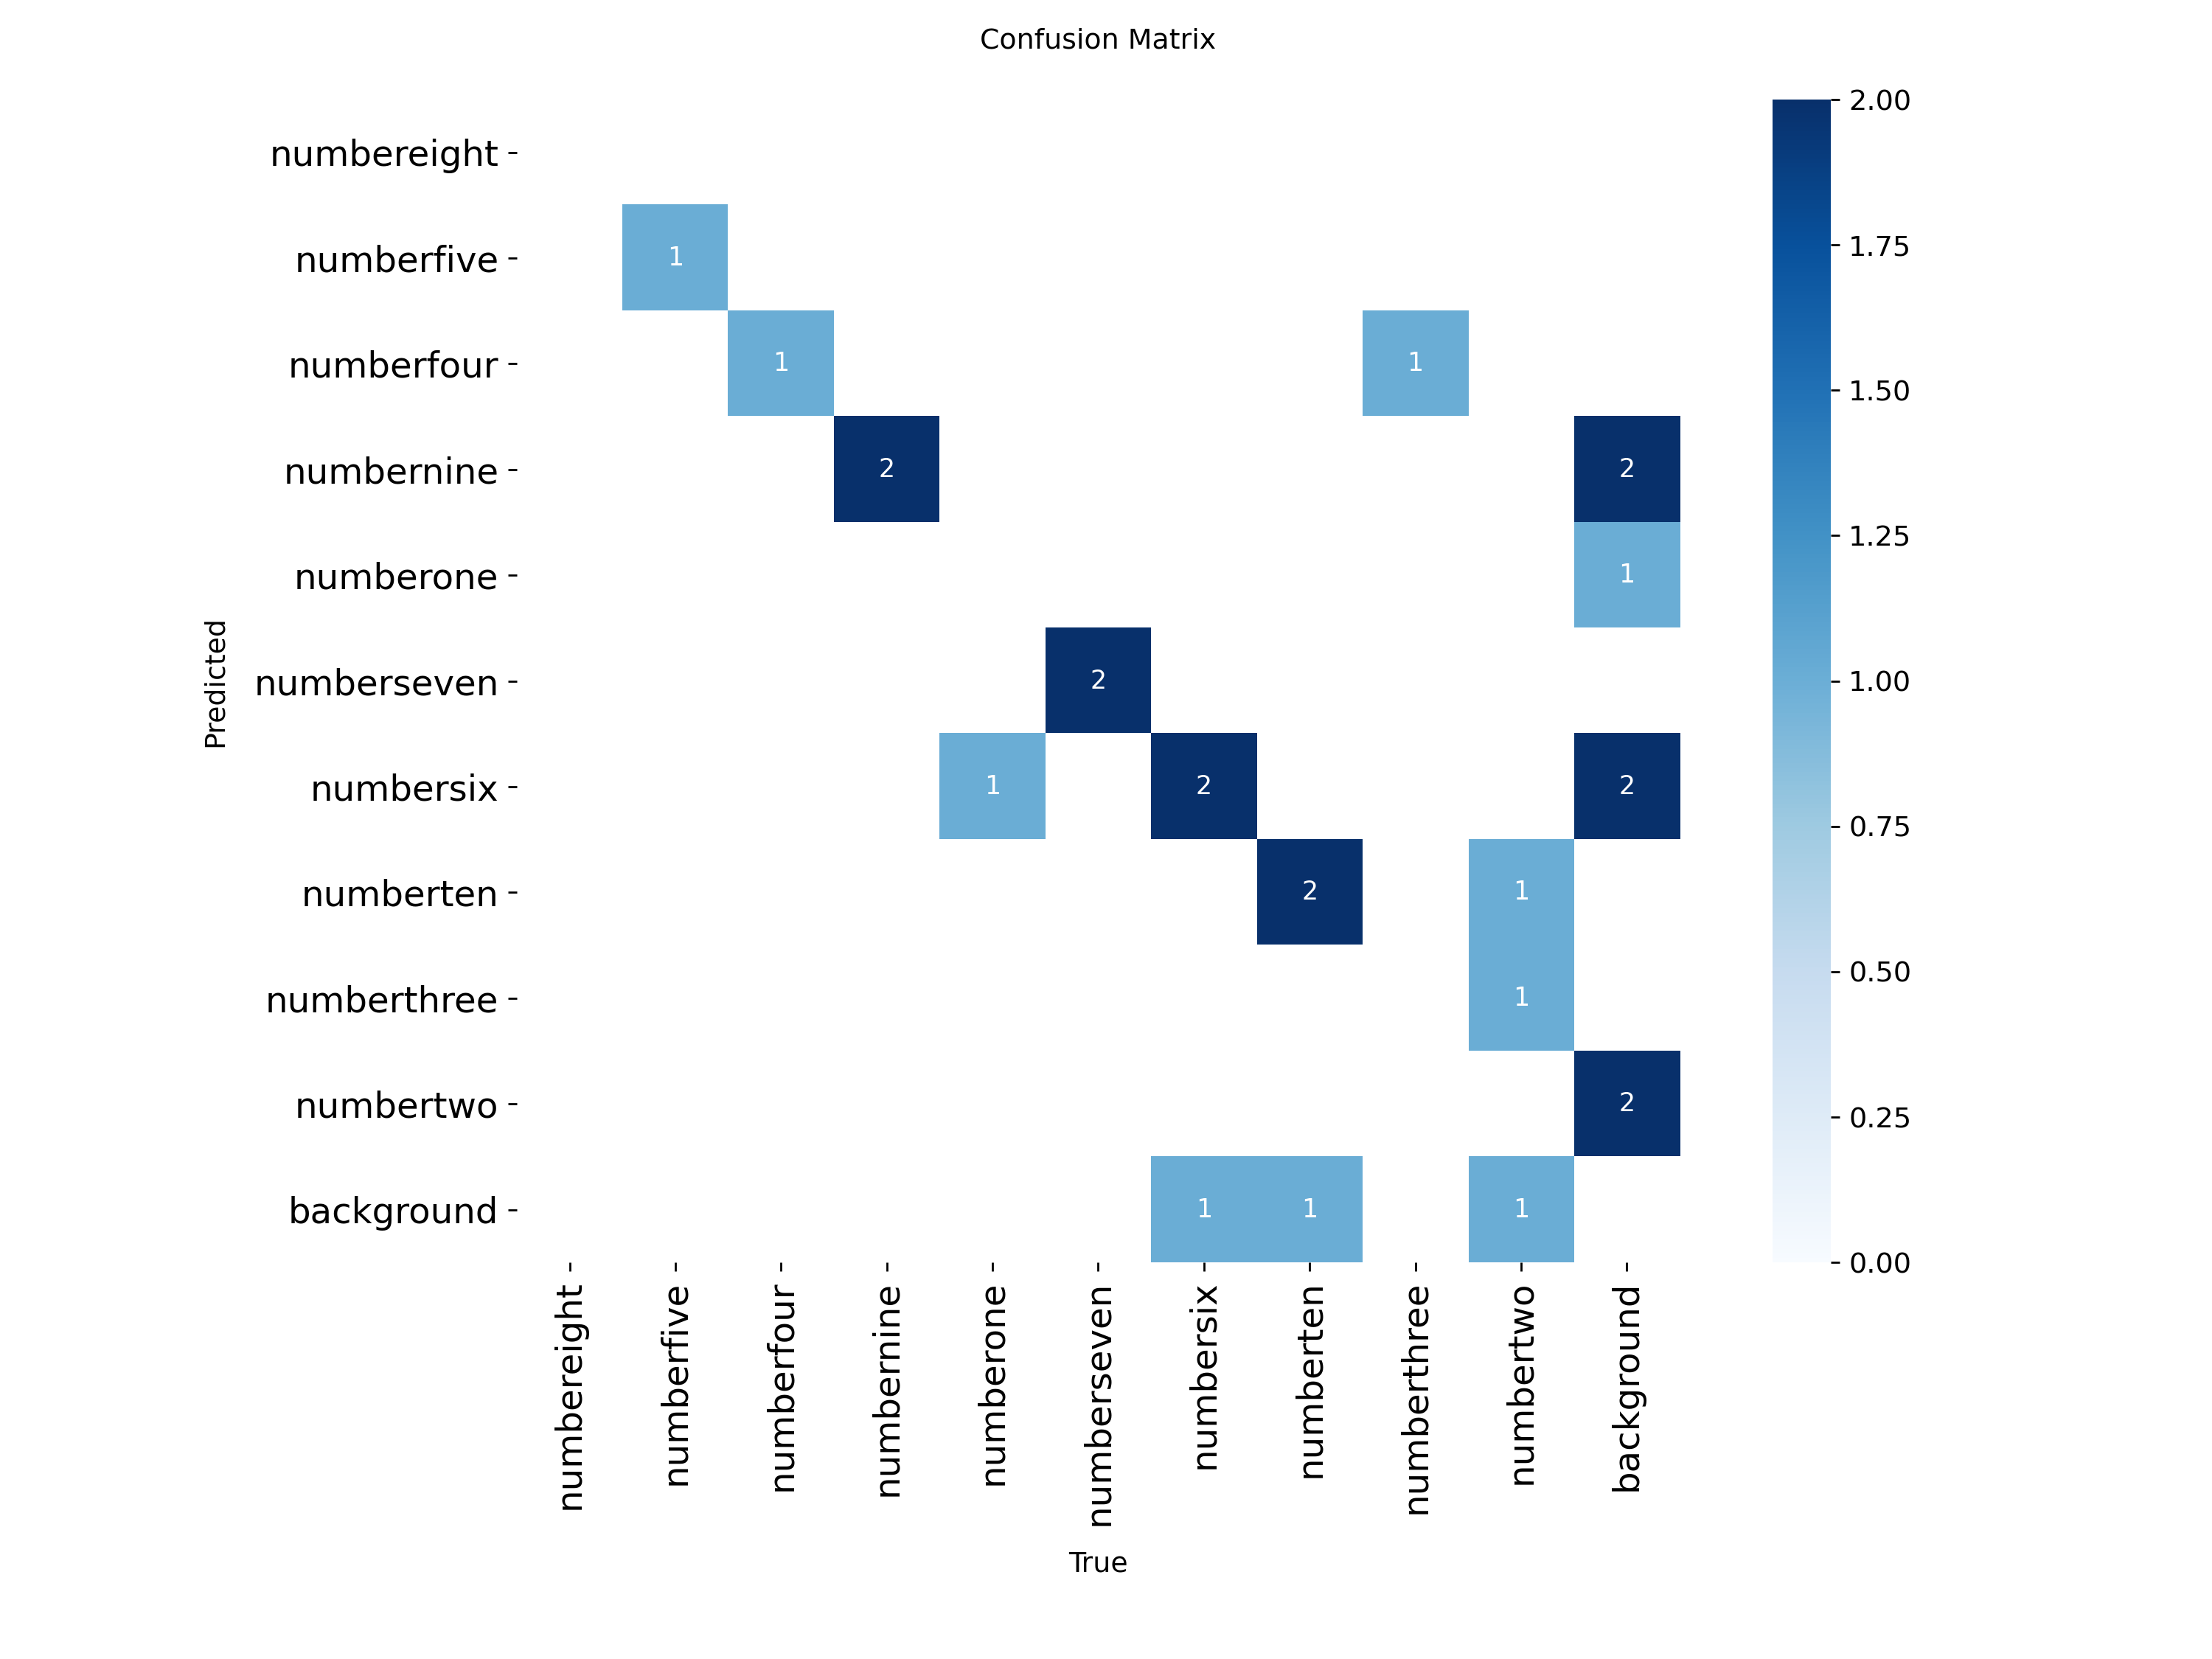 Confusion Matrix
numbereight
numberfive 1
numberfour 1 1
numbernine 2 2
numberone 1
numberseven 2
numbersix 1 2 2
numberten 2 1
numberthree 1
numbertwo 2
background 1 1 1
Predicted
numbereight numberfive numberfour numbernine numberone numberseven numbersix numberten numberthree numbertwo background
True
2.00
1.75
1.50
1.25
1.00
0.75
0.50
0.25
0.00